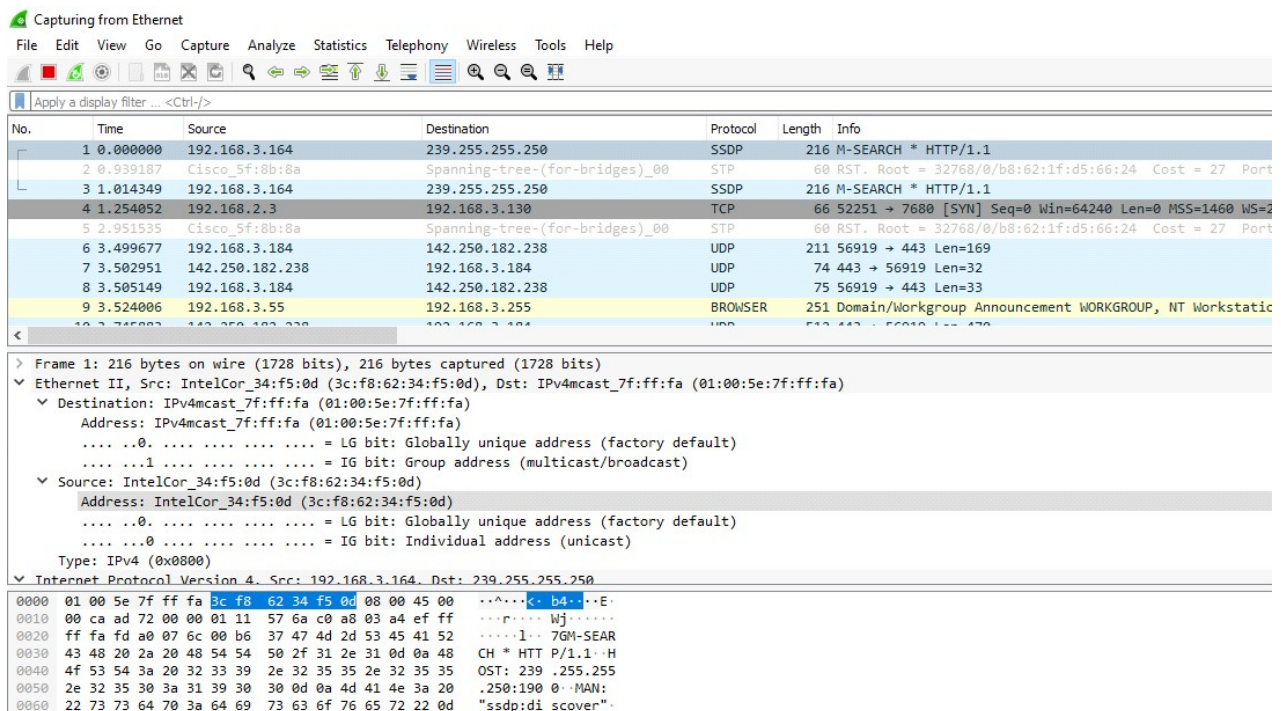 Capturing from Ethernet
File Edit View Go Capture Analyze Statistics Telephony Wireless Tools Help
Apply a display filter ... <Ctrl-/>
No. Time Source Destination Protocol Length Info
1 0.000000 192.168.3.164 239.255.255.250 SSDP 216 M-SEARCH * HTTP/1.1
2 0.939187 Cisco_5f:8b:8a Spanning-tree-(for-bridges)_00 STP 60 RST. Root = 32768/0/b8:62:1f:d5:66:24 Cost = 27 Port
3 1.014349 192.168.3.164 239.255.255.250 SSDP 216 M-SEARCH * HTTP/1.1
4 1.254052 192.168.2.3 192.168.3.130 TCP 66 52251 → 7680 [SYN] Seq=0 Win=64240 Len=0 MSS=1460 WS=2
5 2.951535 Cisco_5f:8b:8a Spanning-tree-(for-bridges)_00 STP 60 RST. Root = 32768/0/b8:62:1f:d5:66:24 Cost = 27 Port
6 3.499677 192.168.3.184 142.250.182.238 UDP 211 56919 → 443 Len=169
7 3.502951 142.250.182.238 192.168.3.184 UDP 74 443 → 56919 Len=32
8 3.505149 192.168.3.184 142.250.182.238 UDP 75 56919 → 443 Len=33
9 3.524006 192.168.3.55 192.168.3.255 BROWSER 251 Domain/Workgroup Announcement WORKGROUP, NT Workstatio
Frame 1: 216 bytes on wire (1728 bits), 216 bytes captured (1728 bits)
Ethernet II, Src: IntelCor_34:f5:0d (3c:f8:62:34:f5:0d), Dst: IPv4mcast_7f:ff:fa (01:00:5e:7f:ff:fa)
Destination: IPv4mcast_7f:ff:fa (01:00:5e:7f:ff:fa)
Address: IPv4mcast_7f:ff:fa (01:00:5e:7f:ff:fa)
.... ..0. .... .... .... .... = LG bit: Globally unique address (factory default)
.... ...1 .... .... .... .... = IG bit: Group address (multicast/broadcast)
Source: IntelCor_34:f5:0d (3c:f8:62:34:f5:0d)
Address: IntelCor_34:f5:0d (3c:f8:62:34:f5:0d)
.... ..0. .... .... .... .... = LG bit: Globally unique address (factory default)
.... ...0 .... .... .... .... = IG bit: Individual address (unicast)
Type: IPv4 (0x0800)
Internet Protocol Version 4, Src: 192.168.3.164, Dst: 239.255.255.250
0000 01 00 5e 7f ff fa 3c f8 62 34 f5 0d 08 00 45 00 ··^···<· b4····E·
0010 00 ca ad 72 00 00 01 11 57 6a c0 a8 03 a4 ef ff ···r···· Wj······
0020 ff fa fd a0 07 6c 00 b6 37 47 4d 2d 53 45 41 52 ·····l·· 7GM-SEAR
0030 43 48 20 2a 20 48 54 54 50 2f 31 2e 31 0d 0a 48 CH * HTT P/1.1··H
0040 4f 53 54 3a 20 32 33 39 2e 32 35 35 2e 32 35 35 OST: 239 .255.255
0050 2e 32 35 30 3a 31 39 30 30 0d 0a 4d 41 4e 3a 20 .250:190 0··MAN:
0060 22 73 73 64 70 3a 64 69 73 63 6f 76 65 72 22 0d "ssdp:di scover"·